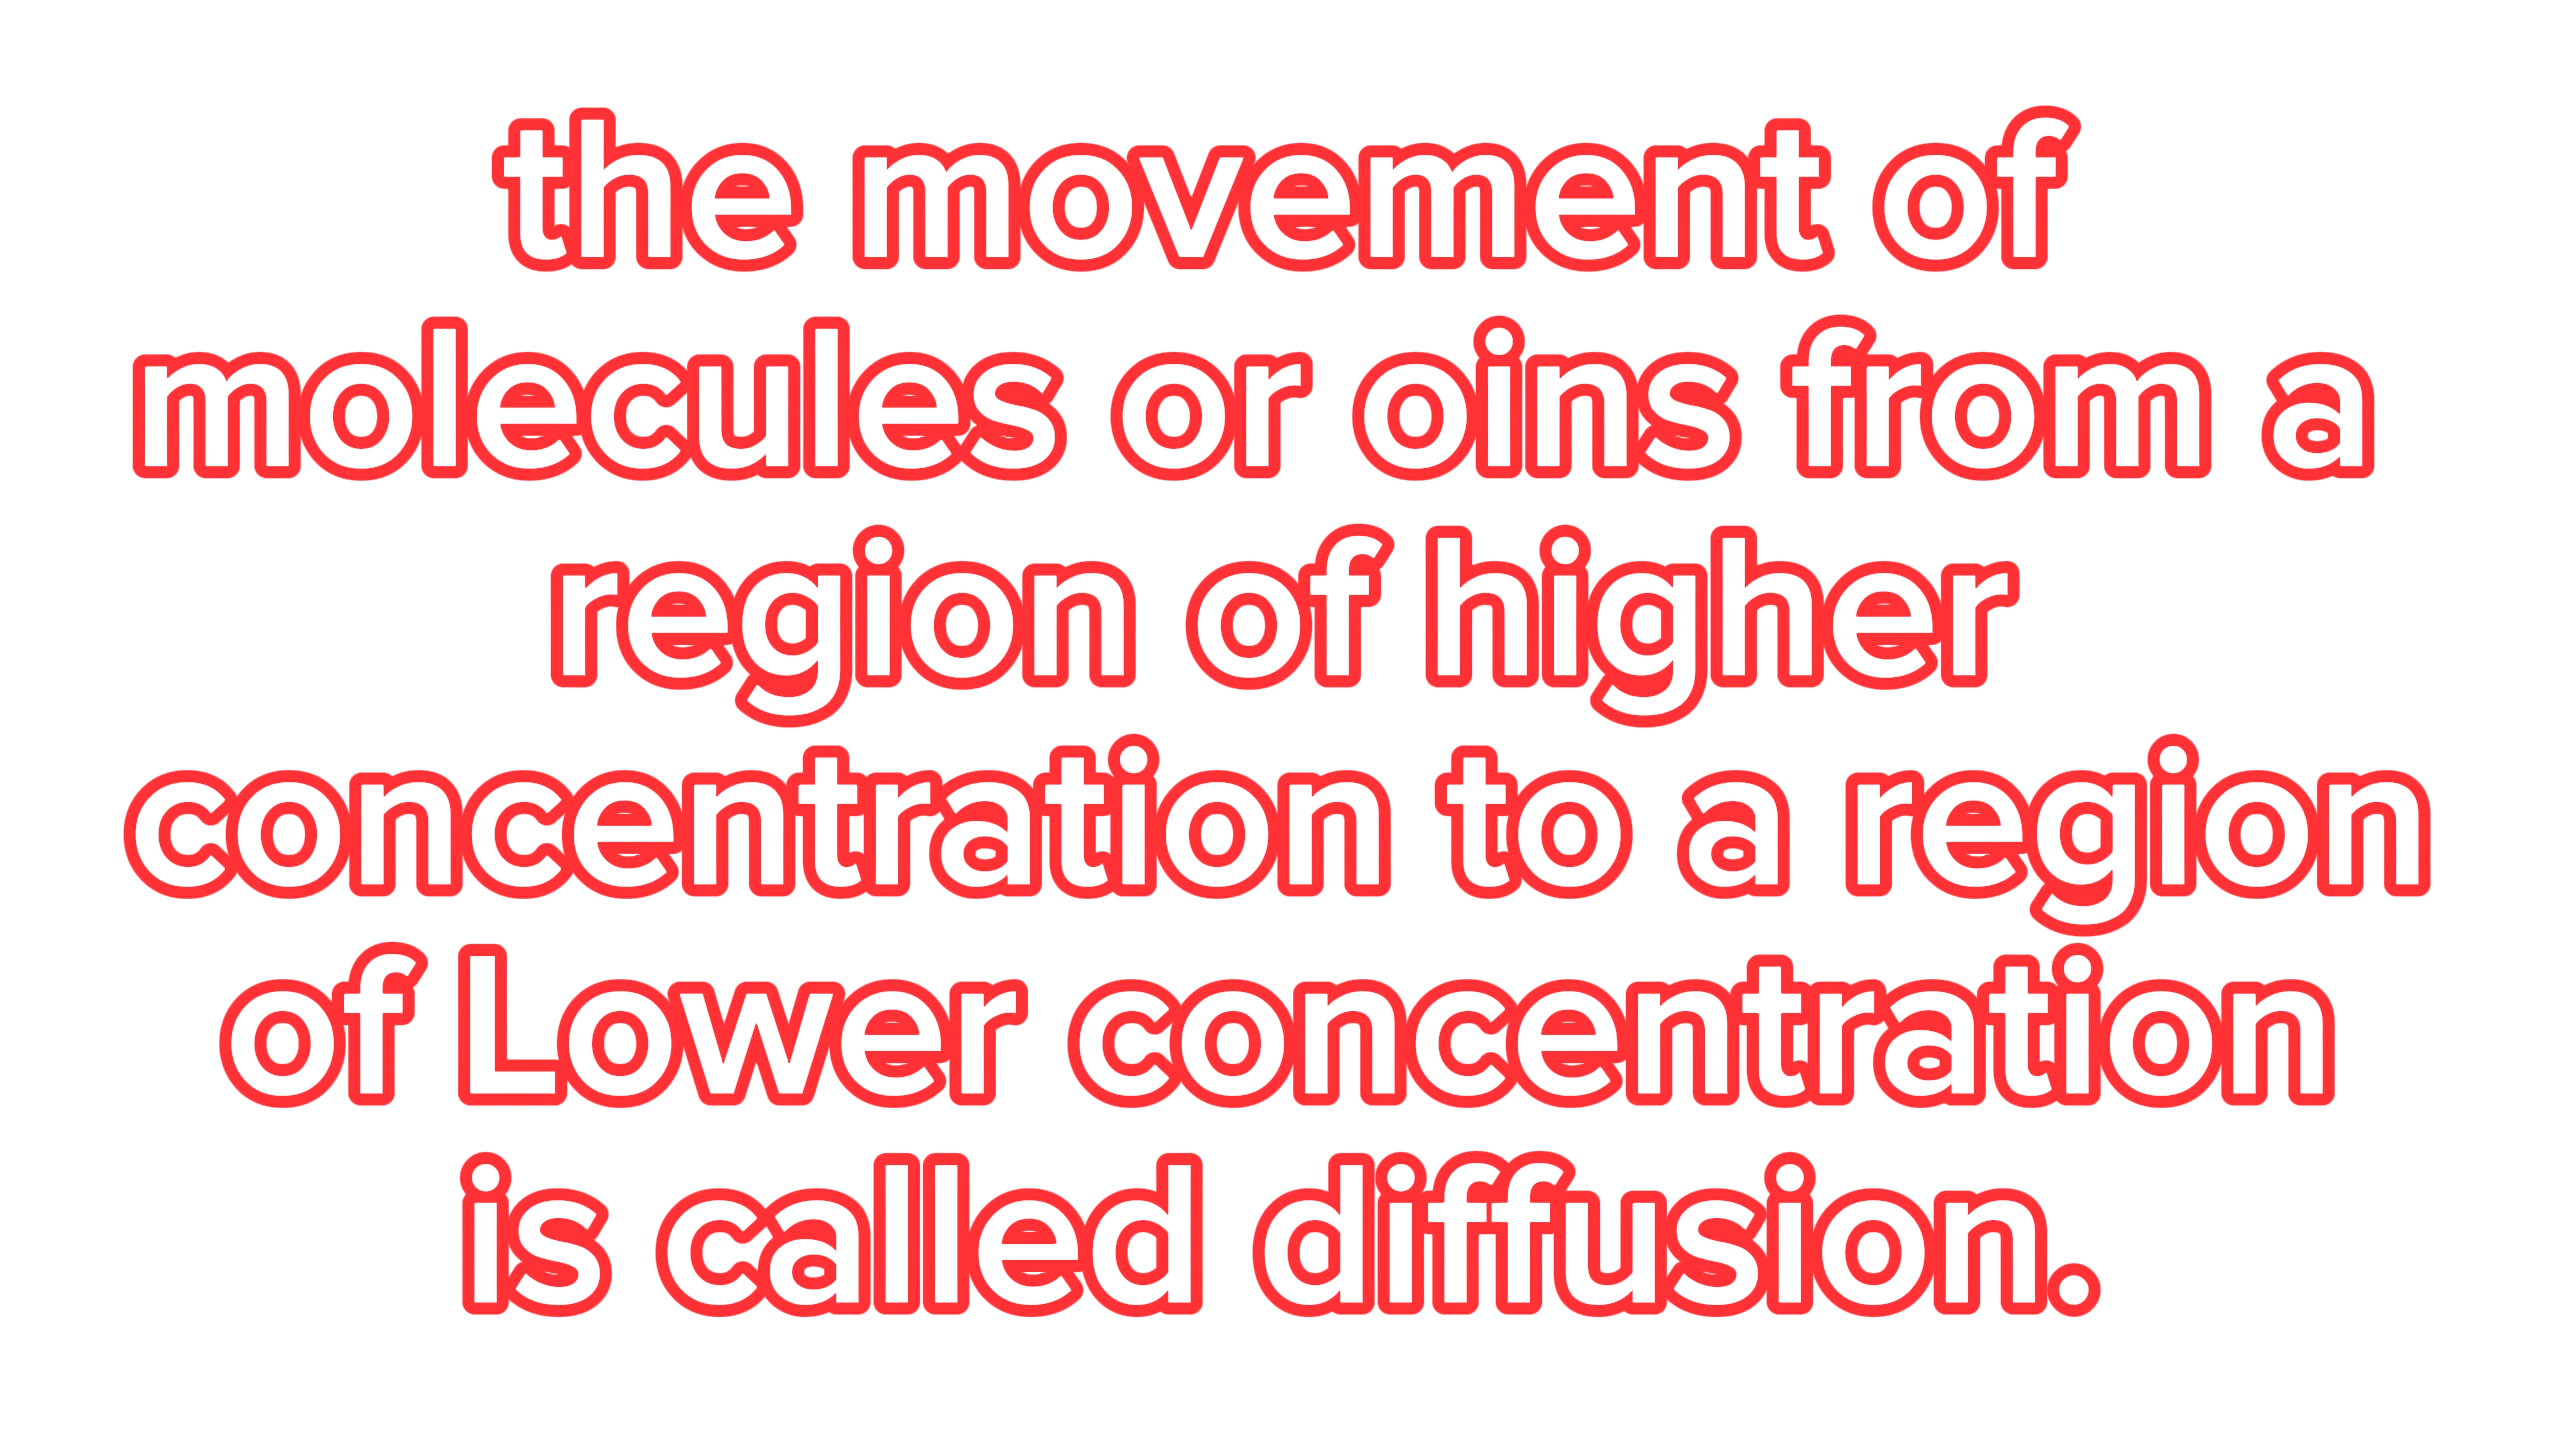 the movement of
molecules or oins from a
region of higher
concentration to a region
of Lower concentration
is called diffusion.